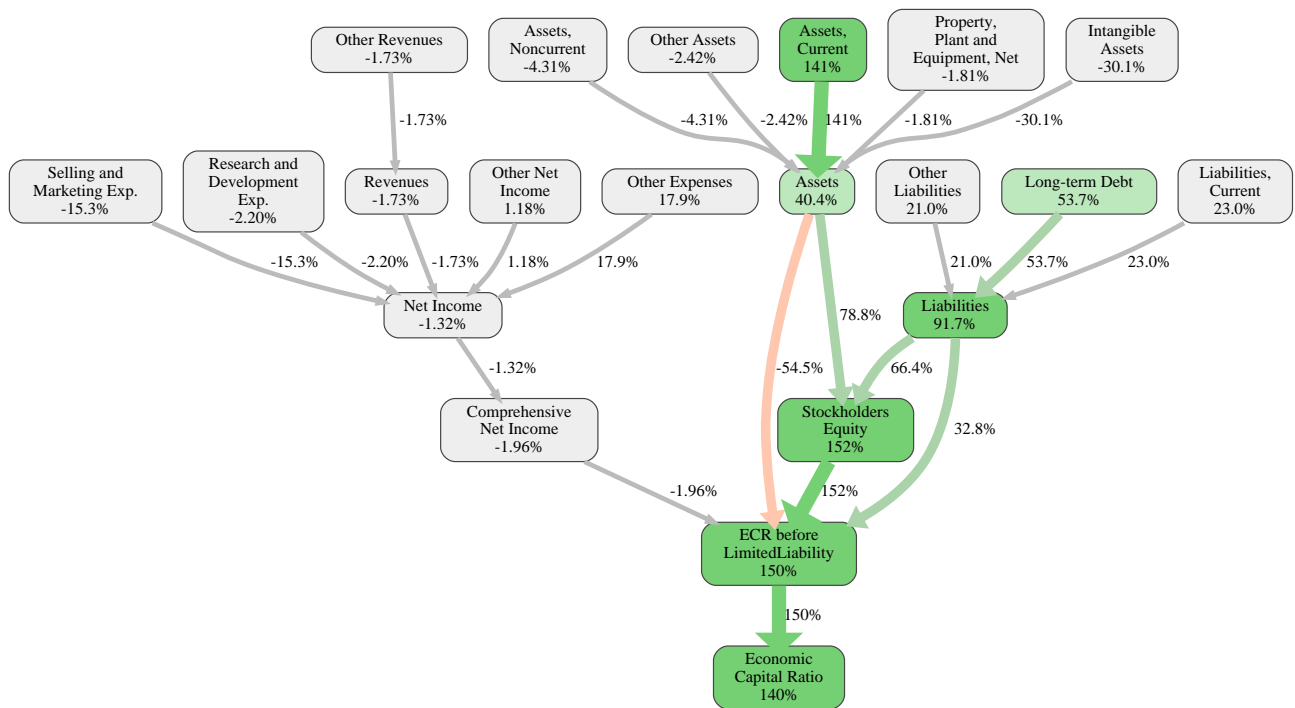 Other Revenues
-1.73%
Assets,
Noncurrent
-4.31%
Other Assets
-2.42%
Assets,
Current
141%
Property,
Plant and
Equipment, Net
-1.81%
Intangible
Assets
-30.1%
-1.73%
-4.31%
-2.42%
141%
-1.81%
-30.1%
Selling and
Marketing Exp.
-15.3%
Research and
Development
Exp.
-2.20%
Revenues
-1.73%
Other Net
Income
1.18%
Other Expenses
17.9%
Assets
40.4%
Other
Liabilities
21.0%
Long-term Debt
53.7%
Liabilities,
Current
23.0%
-15.3%
-2.20%
-1.73%
1.18%
17.9%
21.0%
53.7%
23.0%
Net Income
-1.32%
78.8%
Liabilities
91.7%
-1.32%
-54.5%
66.4%
Comprehensive
Net Income
-1.96%
Stockholders
Equity
152%
32.8%
-1.96%
152%
ECR before
LimitedLiability
150%
150%
Economic
Capital Ratio
140%